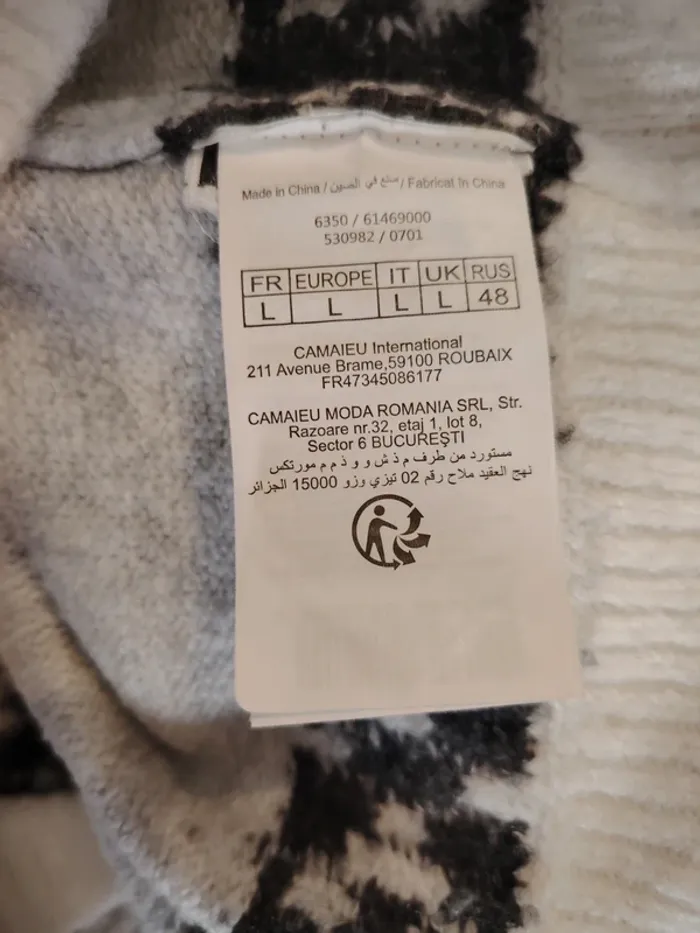 Made in China / صنع في الصين / Fabricat în China
6350 / 61469000
530982 / 0701
FR EUROPE IT UK RUS
L L L L 48
CAMAIEU International
211 Avenue Brame,59100 ROUBAIX
FR47345086177
CAMAIEU MODA ROMANIA SRL, Str.
Razoare nr.32, etaj 1, lot 8,
Sector 6 BUCUREŞTI
مستورد من طرف م ذ ش و و ذ م م مورتكس
نهج العقيد ملاح رقم 02 تيزي وزو 15000 الجزائر